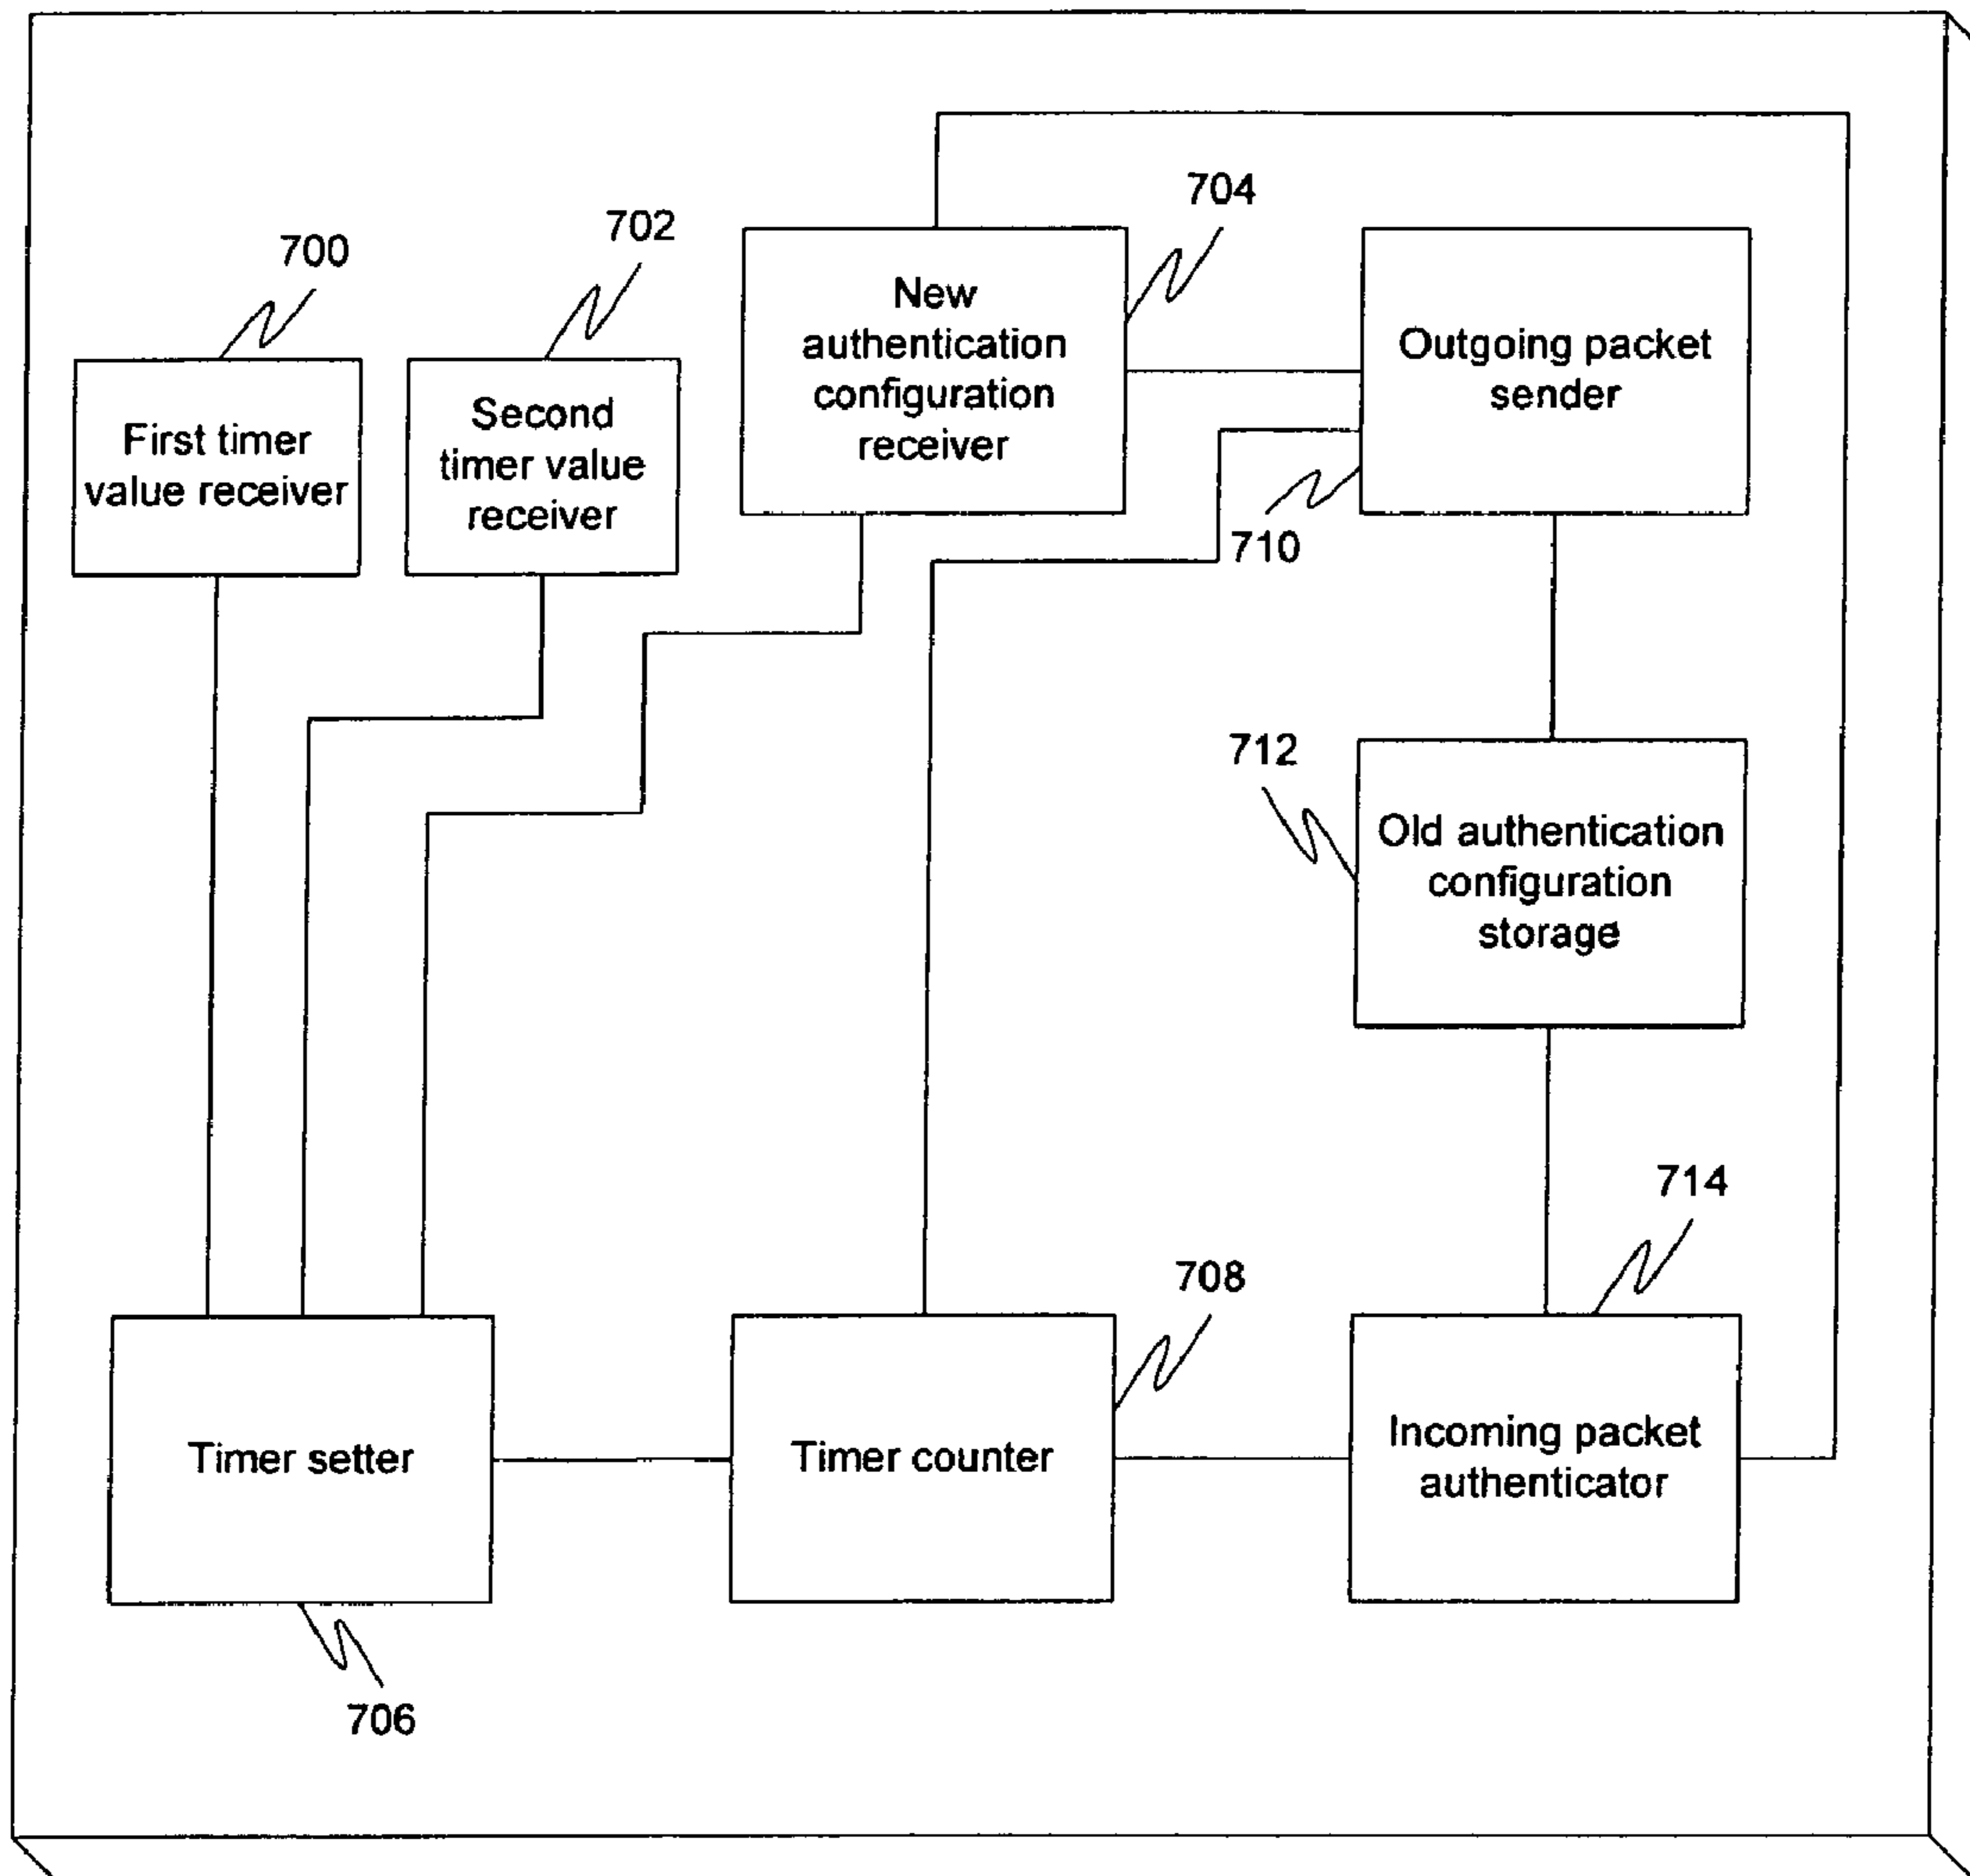 704
702
700
New
authentication
configuration
receiver
Outgoing packet
sender
First timer
value receiver
Second
timer value
receiver
710
712
Old authentication
configuration
storage
714
708
Timer setter
Timer counter
Incoming packet
authenticator
706